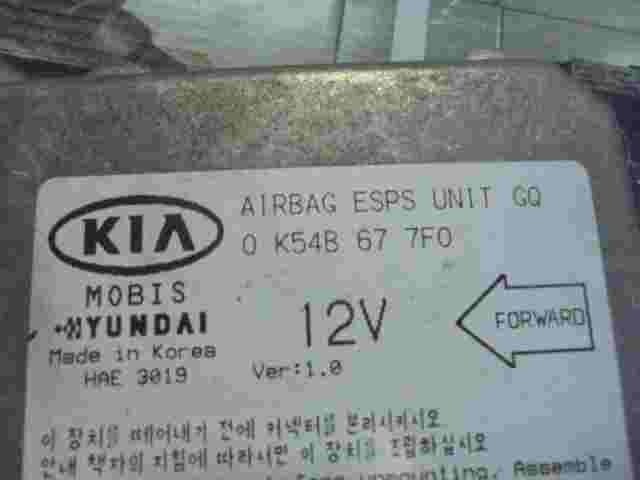 KIA
AIRBAG ESPS UNIT GQ
0 K54B 67 7F0
MOBIS
HYUNDAI
Made in Korea
HAE 3019
12V
Ver:1.0
FORWARD
이 장치를 떼어내기 전에 커넥터를 분리시키시오
안내 책자의 지침에 따라서만 이 장치를 조립하십시오
unmounting. Assemble